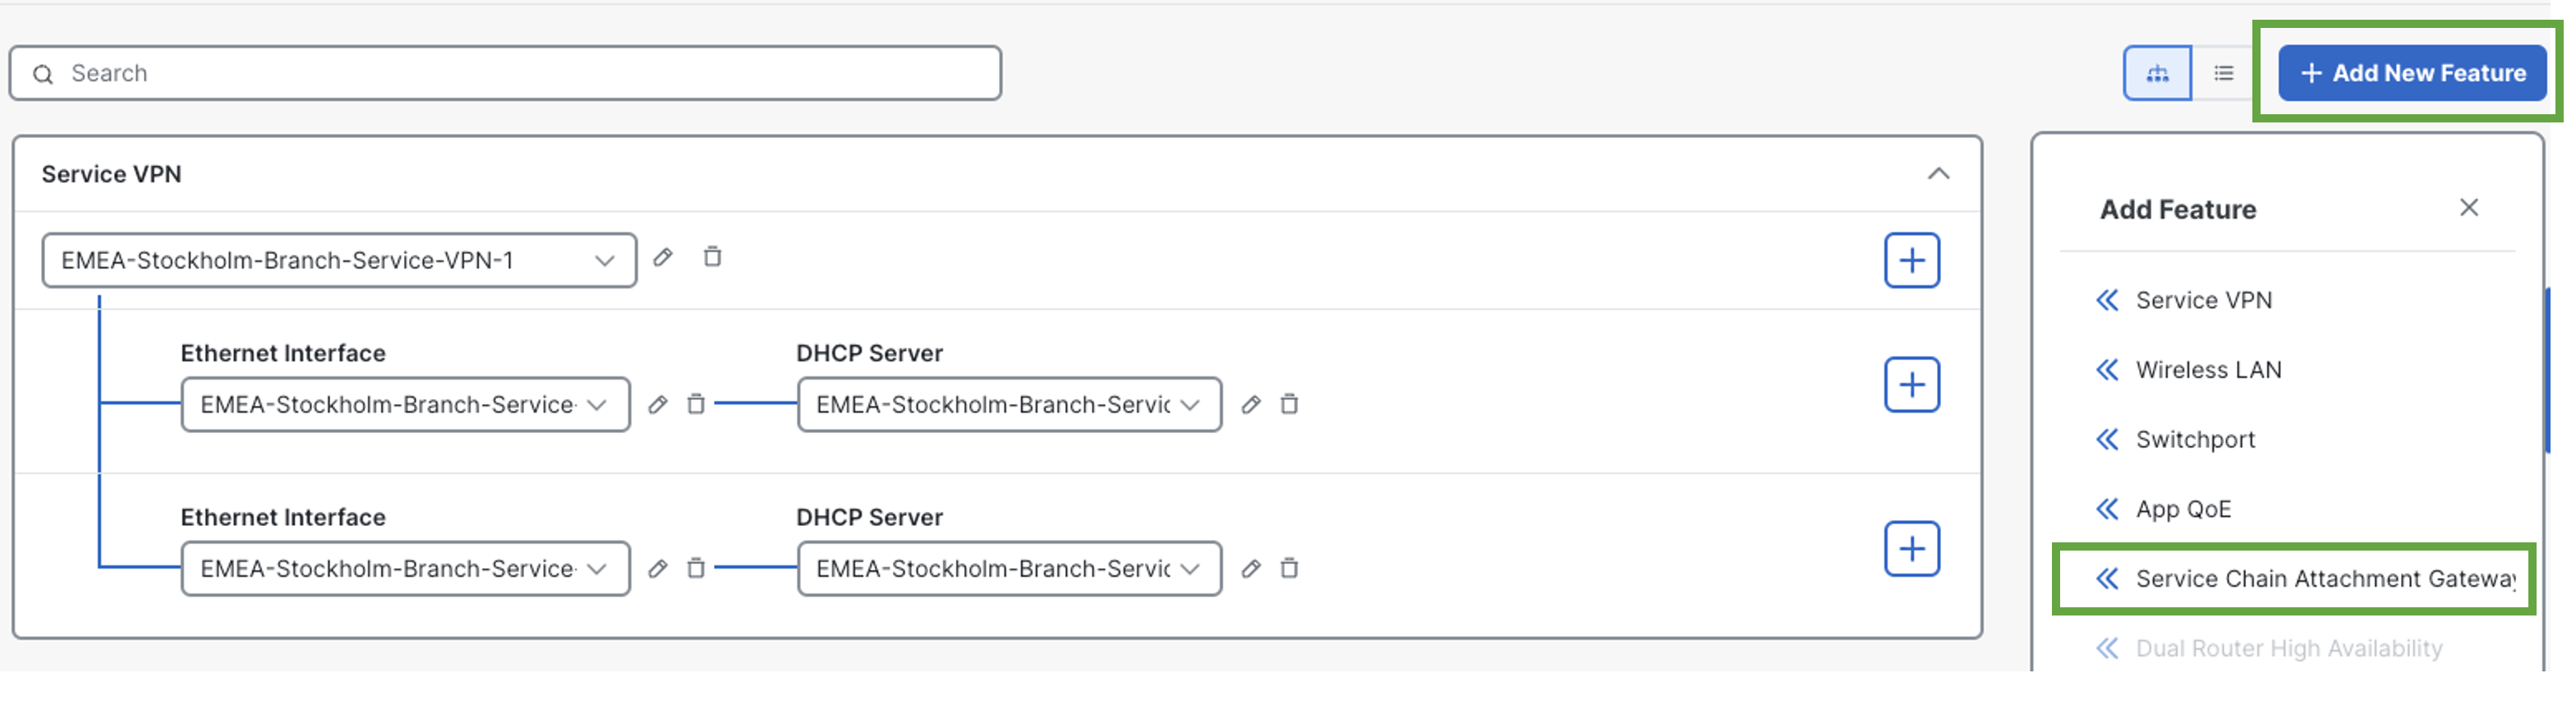 Search
+ Add New Feature
Service VPN
EMEA-Stockholm-Branch-Service-VPN-1
Ethernet Interface
DHCP Server
EMEA-Stockholm-Branch-Service-
EMEA-Stockholm-Branch-Servic
Ethernet Interface
DHCP Server
EMEA-Stockholm-Branch-Service-
EMEA-Stockholm-Branch-Servic
Add Feature
Service VPN
Wireless LAN
Switchport
App QoE
Service Chain Attachment Gateway
Dual Router High Availability